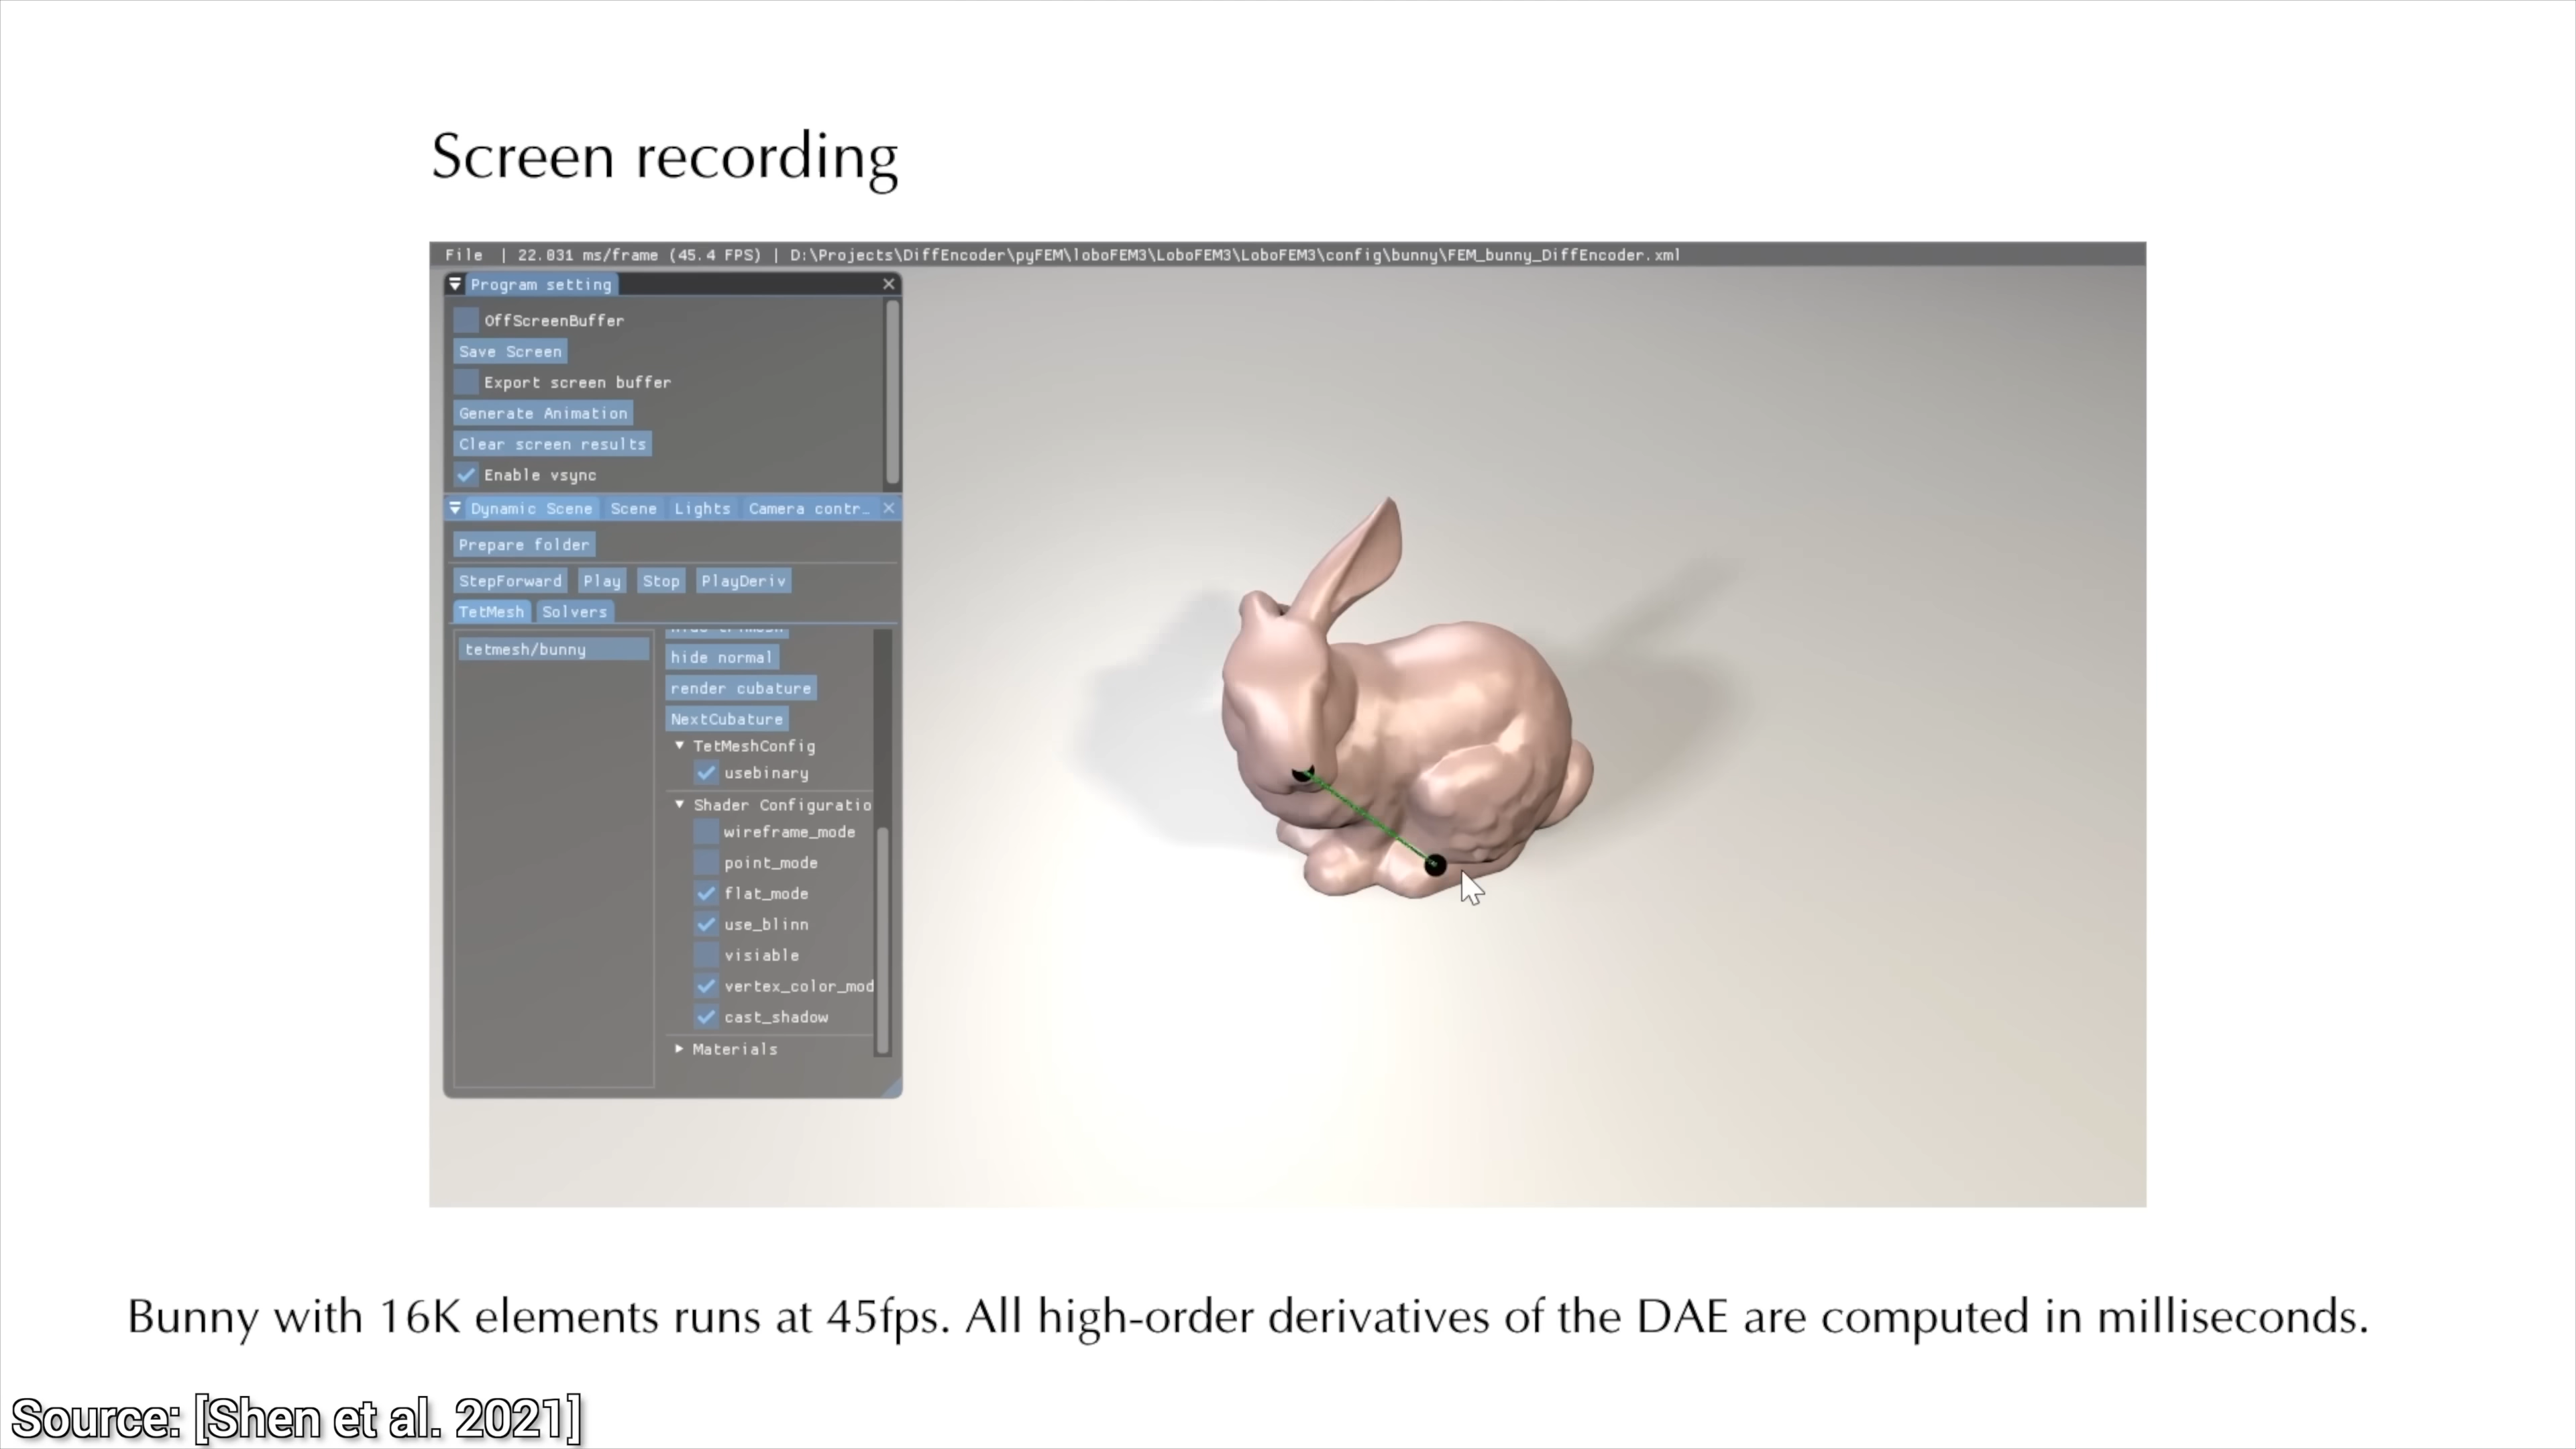 Screen recording
File | 22.031 ms/frame (45.4 FPS) | D:\Projects\DiffEncoder\pyFEM\loboFEM3\LoboFEM3\LoboFEM3\config\bunny\FEM_bunny_DiffEncoder.xml
Program setting
OffScreenBuffer
Save Screen
Export screen buffer
Generate Animation
Clear screen results
Enable vsync
Dynamic Scene Scene Lights Camera contr…
Prepare folder
StepForward Play Stop PlayDeriv
TetMesh Solvers
tetmesh/bunny
hide normal
render cubature
NextCubature
TetMeshConfig
usebinary
Shader Configuratio
wireframe_mode
point_mode
flat_mode
use_blinn
visiable
vertex_color_mod
cast_shadow
Materials
Bunny with 16K elements runs at 45fps. All high-order derivatives of the DAE are computed in milliseconds.
Source: [Shen et al. 2021]